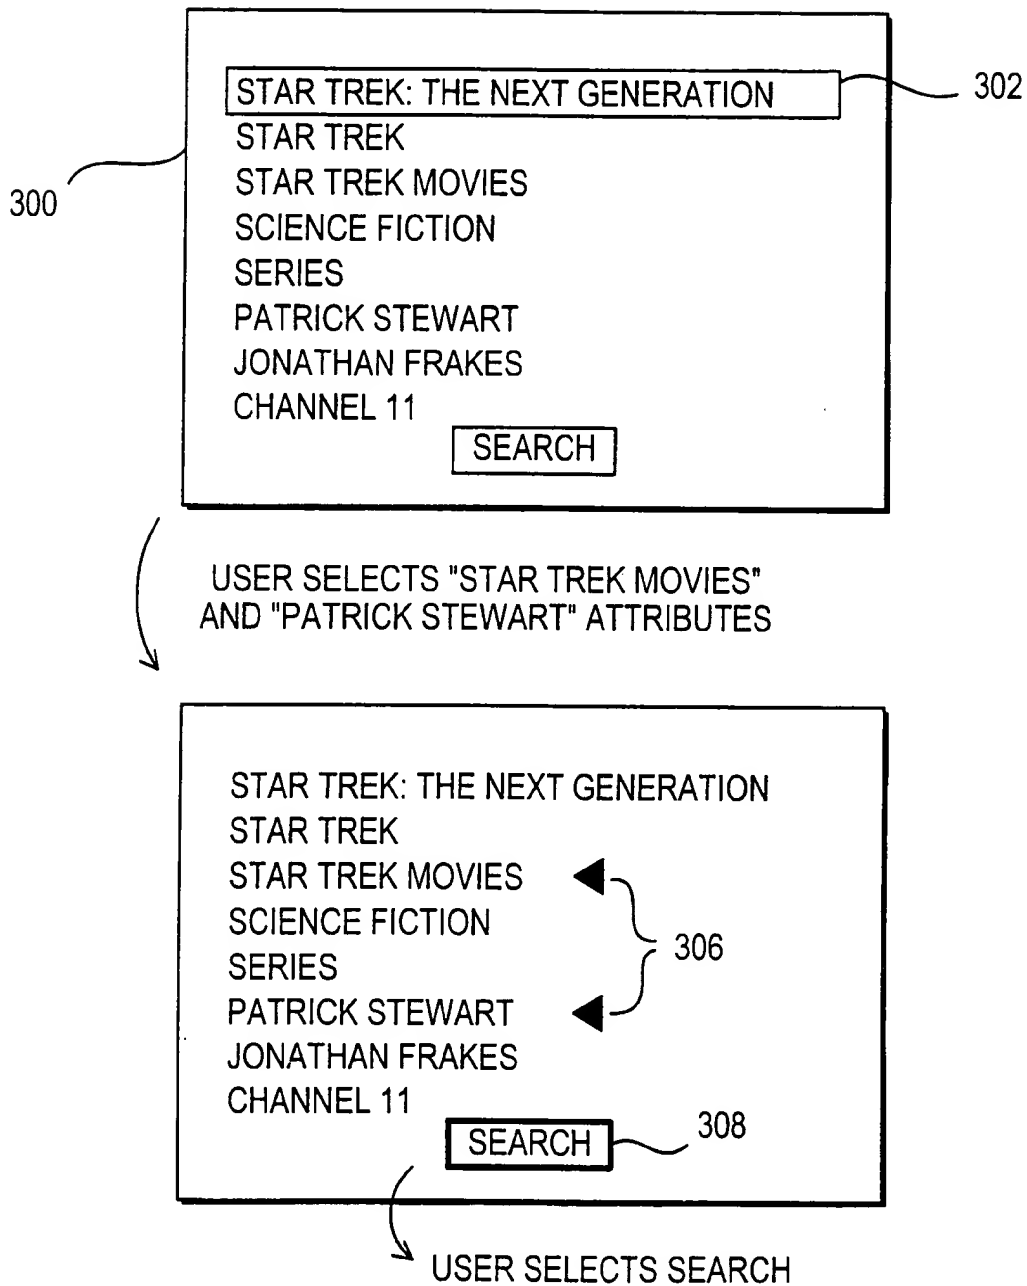 STAR TREK: THE NEXT GENERATION
302
STAR TREK
STAR TREK MOVIES
300
SCIENCE FICTION
SERIES
PATRICK STEWART
JONATHAN FRAKES
CHANNEL 11
SEARCH
USER SELECTS "STAR TREK MOVIES"
AND "PATRICK STEWART" ATTRIBUTES
STAR TREK: THE NEXT GENERATION
STAR TREK
STAR TREK MOVIES
SCIENCE FICTION
306
SERIES
PATRICK STEWART
JONATHAN FRAKES
CHANNEL 11
SEARCH
308
USER SELECTS SEARCH